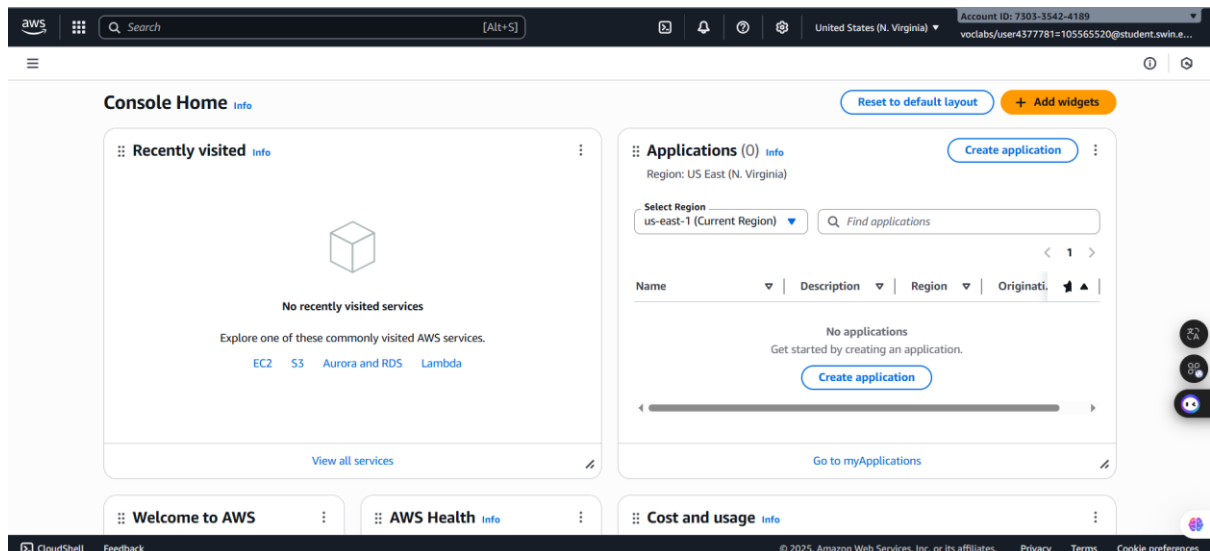 aws
Search [Alt+S]
United States (N. Virginia)
Account ID: 7303-3542-4189
voclabs/user4377781=105565520@student.swin.e...
Console Home Info
Reset to default layout
+ Add widgets
Recently visited Info
No recently visited services
Explore one of these commonly visited AWS services.
EC2 S3 Aurora and RDS Lambda
View all services
Applications (0) Info
Create application
Region: US East (N. Virginia)
Select Region
us-east-1 (Current Region)
Find applications
1
Name Description Region Originati.
No applications
Get started by creating an application.
Create application
Go to myApplications
Welcome to AWS
AWS Health Info
Cost and usage Info
CloudShell Feedback © 2025, Amazon Web Services, Inc. or its affiliates. Privacy Terms Cookie preferences